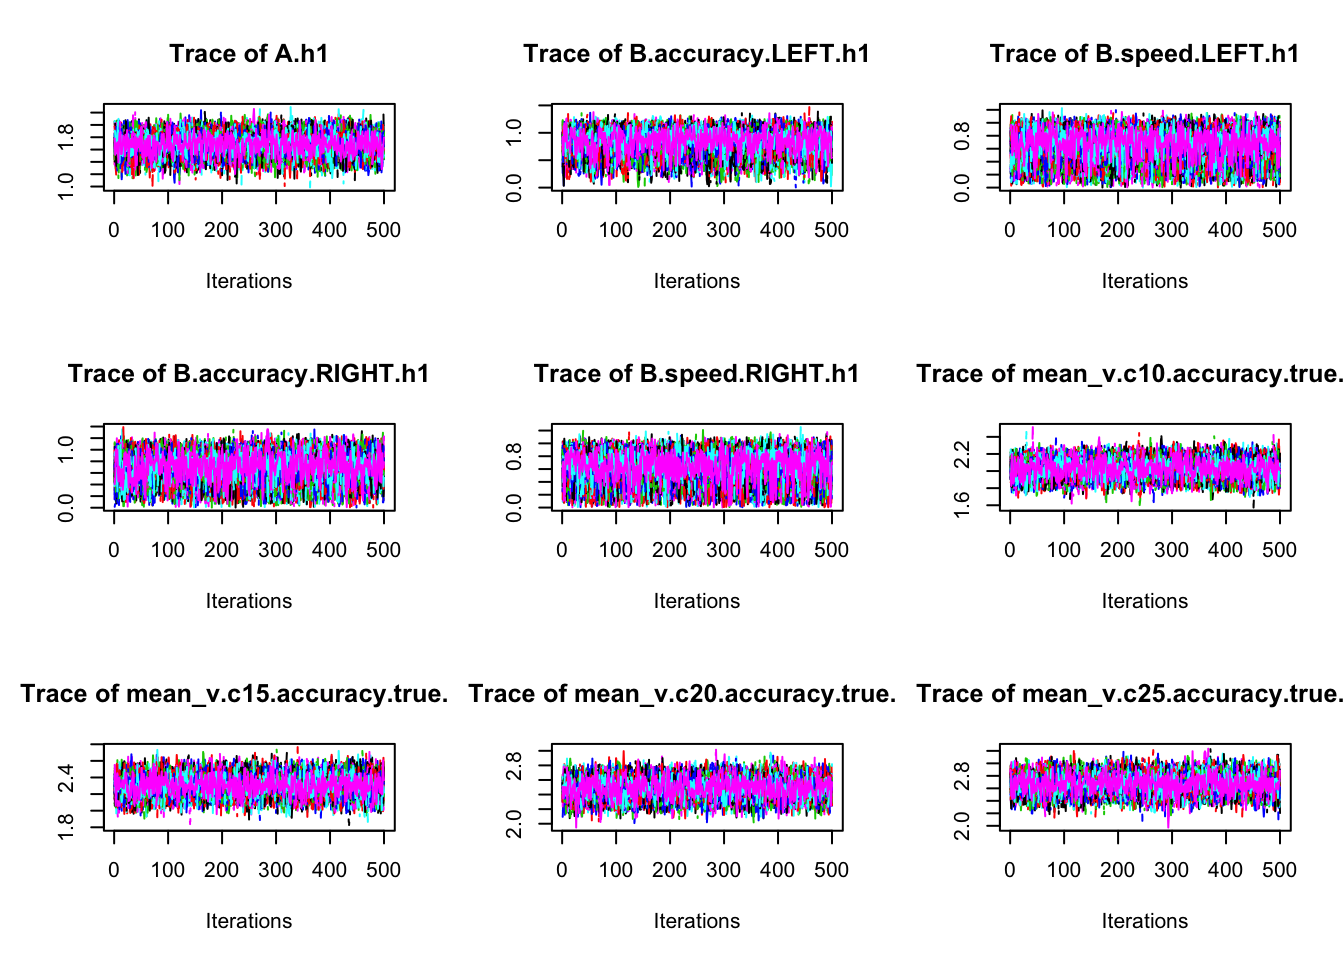 Trace of A.h1
1.0 1.8
0 100 200 300 400 500
Iterations
Trace of B.accuracy.LEFT.h1
0.0 1.0
0 100 200 300 400 500
Iterations
Trace of B.speed.LEFT.h1
0.0 0.8
0 100 200 300 400 500
Iterations
Trace of B.accuracy.RIGHT.h1
0.0 1.0
0 100 200 300 400 500
Iterations
Trace of B.speed.RIGHT.h1
0.0 0.8
0 100 200 300 400 500
Iterations
Trace of mean_v.c10.accuracy.true.
1.6 2.2
0 100 200 300 400 500
Iterations
Trace of mean_v.c15.accuracy.true.
1.8 2.4
0 100 200 300 400 500
Iterations
Trace of mean_v.c20.accuracy.true.
2.0 2.8
0 100 200 300 400 500
Iterations
Trace of mean_v.c25.accuracy.true.
2.0 2.8
0 100 200 300 400 500
Iterations